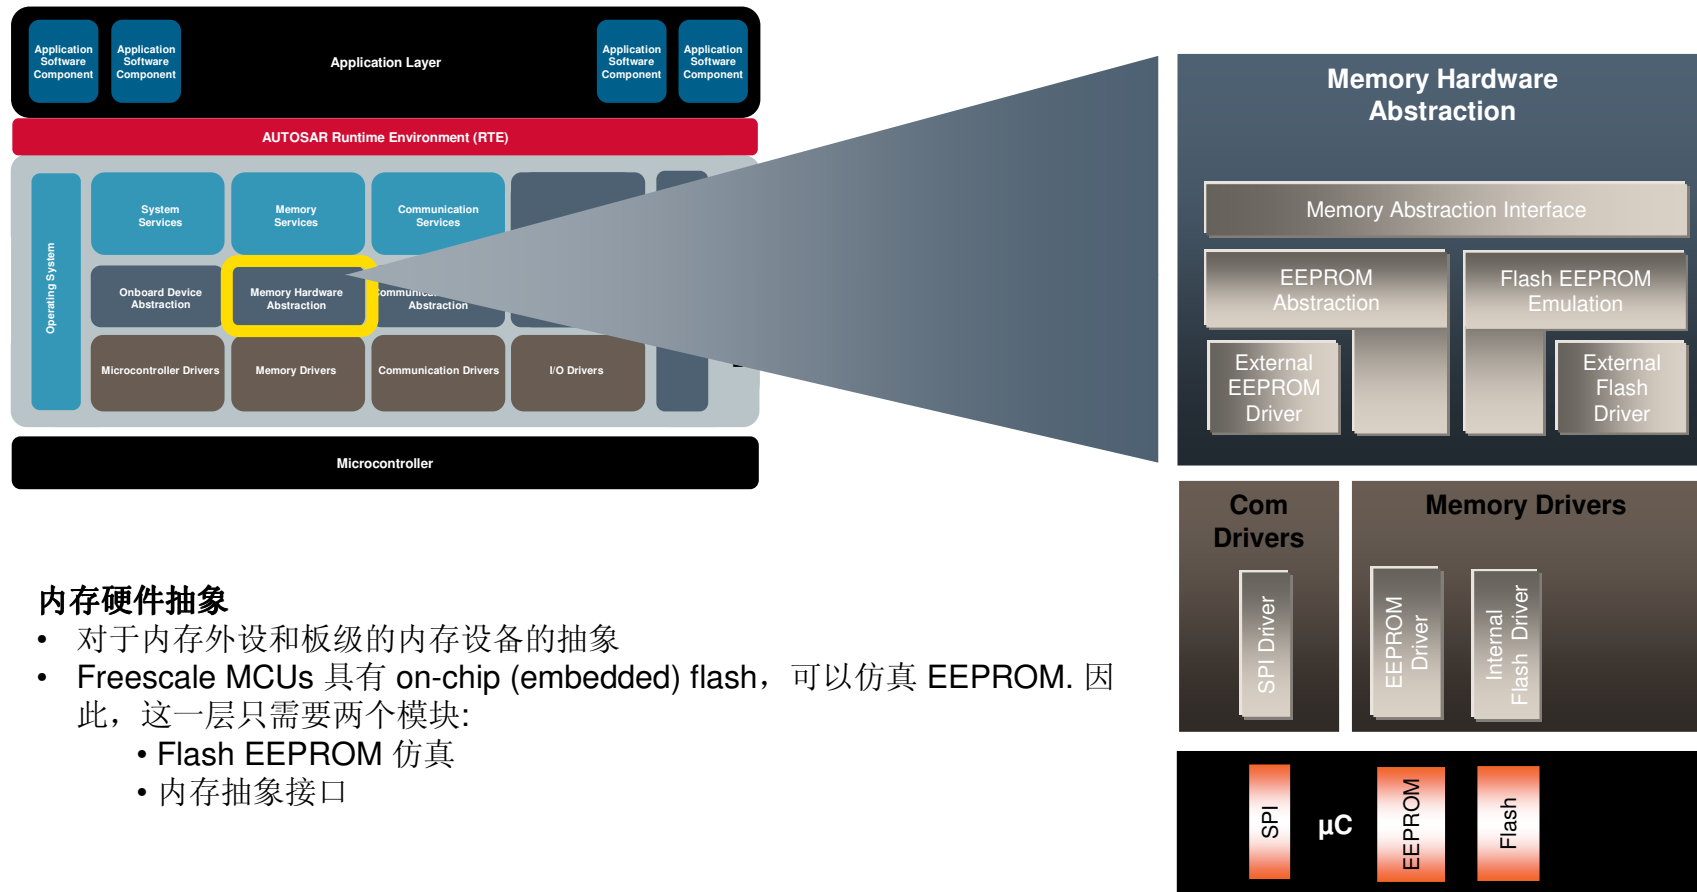 Application
Software
Component
Application
Software
Component
Application Layer
Application
Software
Component
Application
Software
Component
AUTOSAR Runtime Environment (RTE)
Operating System
System
Services
Memory
Services
Communication
Services
Onboard Device
Abstraction
Memory Hardware
Abstraction
Abstraction
Microcontroller Drivers
Memory Drivers
Communication Drivers
I/O Drivers
Microcontroller
Memory Hardware
Abstraction
Memory Abstraction Interface
EEPROM
Abstraction
Flash EEPROM
Emulation
External
EEPROM
Driver
External
Flash
Driver
Com
Drivers
Memory Drivers
SPI Driver
EEPROM
Driver
Internal
Flash Driver
SPI
µC
EEPROM
Flash
内存硬件抽象
• 对于内存外设和板级的内存设备的抽象
• Freescale MCUs 具有 on-chip (embedded) flash，可以仿真 EEPROM. 因
此，这一层只需要两个模块:
• Flash EEPROM 仿真
• 内存抽象接口